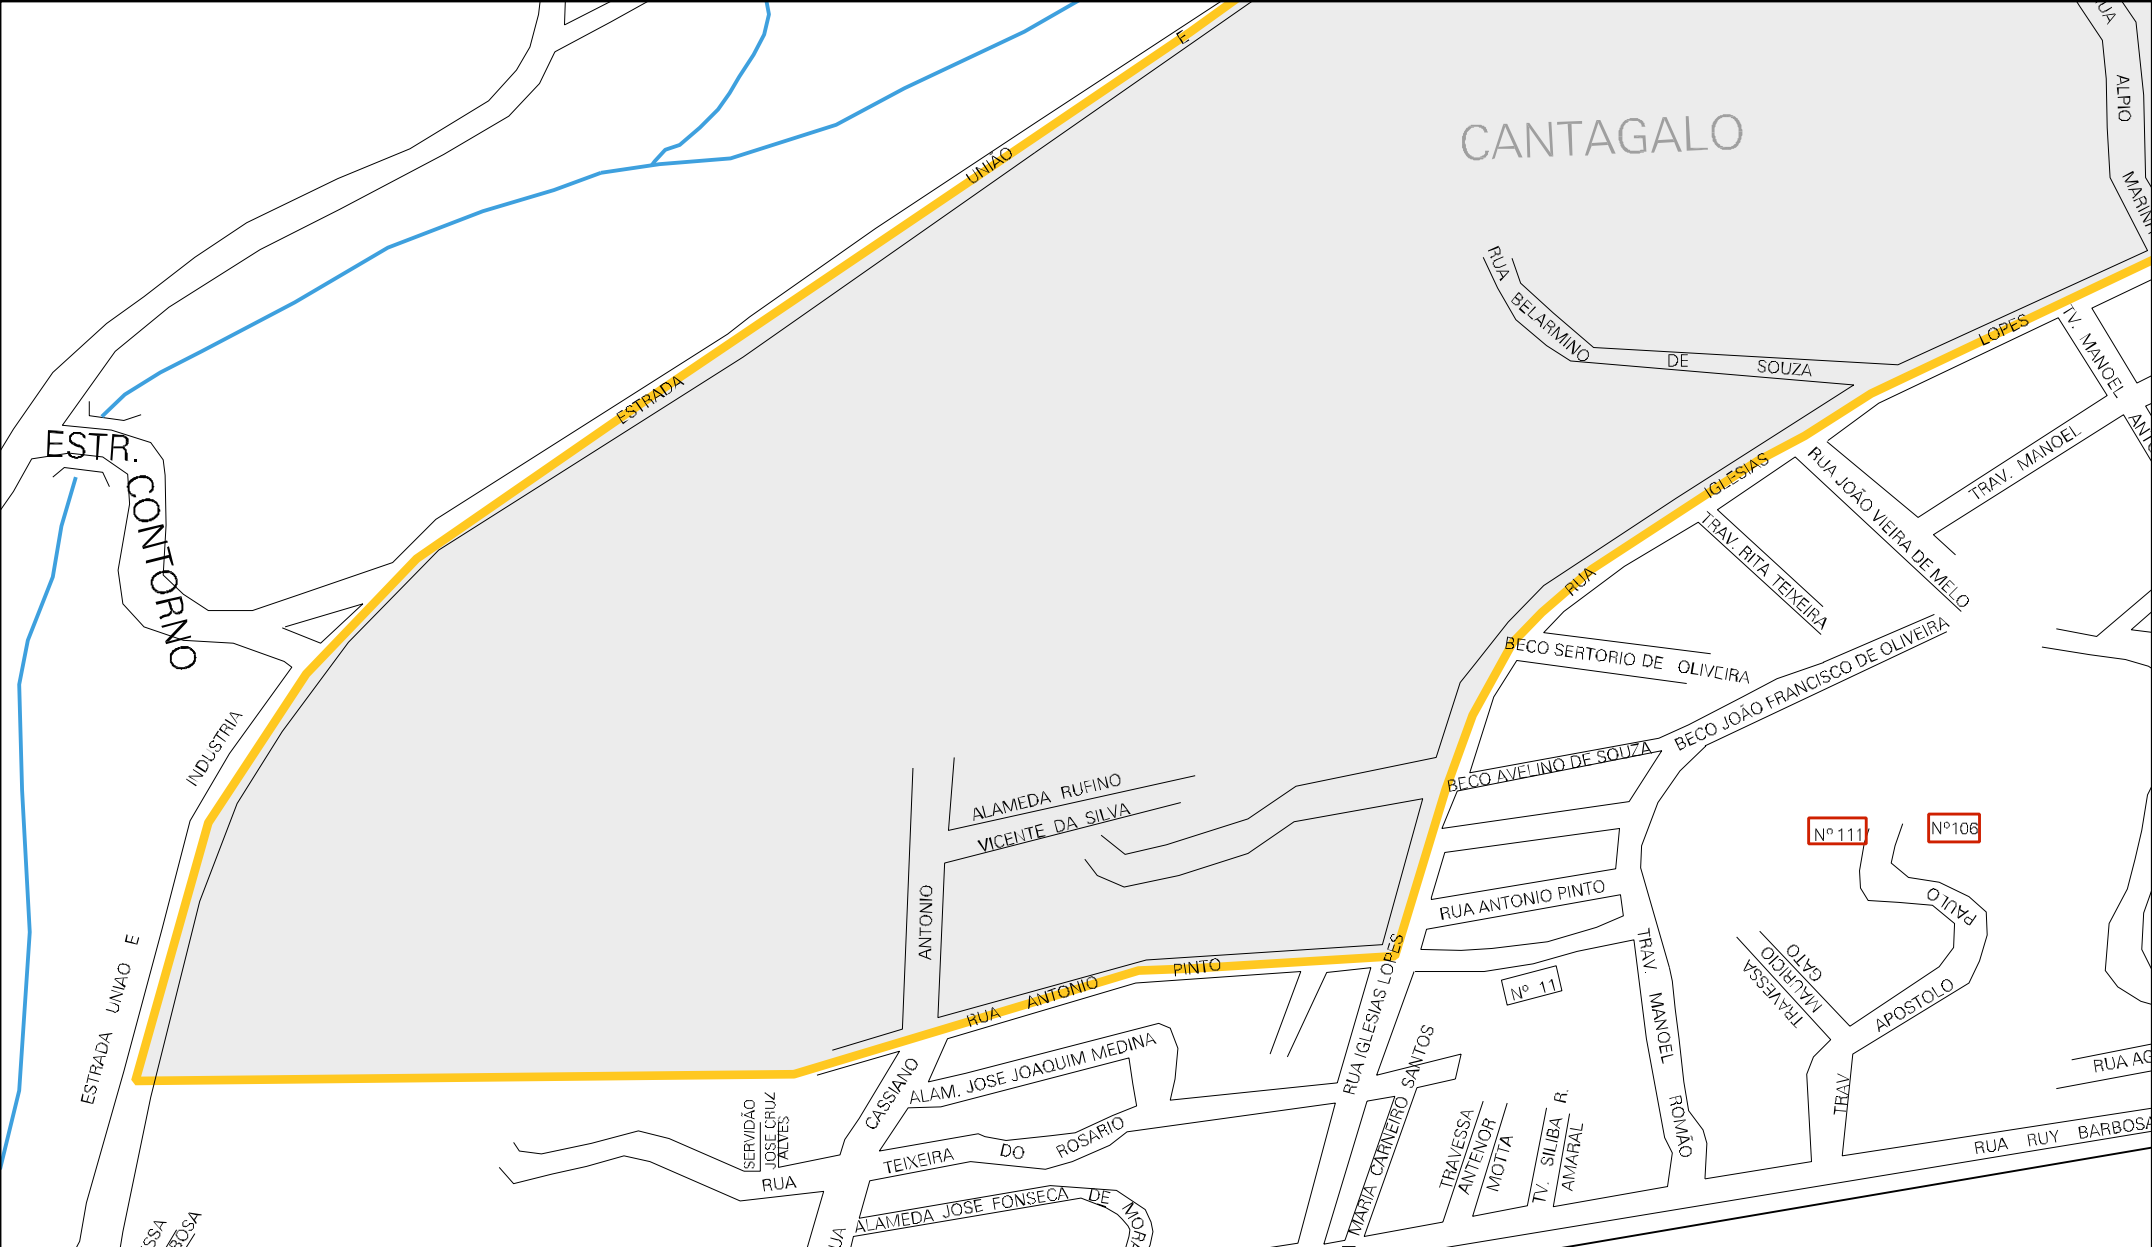 E
CANTAGALO
ALPIO
UNIÃO
RUA
BELARMINO
DE SOUZA
LOPES
TV. MANOEL
ESTRADA
ESTR.
CONTORNO
IGLESIAS
RUA JOÃO VIEIRA DE MELO
TRAV. MANOEL
TRAV. RITA TEIXEIRA
RUA
BECO SERTORIO DE OLIVEIRA
BECO JOÃO FRANCISCO DE OLIVEIRA
INDUSTRIA
BECO AVELINO DE SOUZA
ALAMEDA RUFINO
VICENTE DA SILVA
Nº 111
Nº106
ANTONIO
RUA ANTONIO PINTO
PAULO
APOSTOLO
TRAV
TRAVESSA
MAURICIO
GATO
ESTRADA UNIAO E
RUA ANTONIO PINTO
RUA IGLESIAS LOPES
Nº 11
TRAV. MANOEL ROMÃO
CASSIANO
ALAM. JOSE JOAQUIM MEDINA
SERVIDÃO
JOSE CRUZ
ALVES
RUA
TEIXEIRA DO ROSARIO
ALAMEDA JOSE FONSECA DE
MARIA CARNEIRO SANTOS
TRAVESSA
ANTENOR
MOTTA
TV. SILIBA R.
AMARAL
RUA RUY BARBOSA
RUA AG